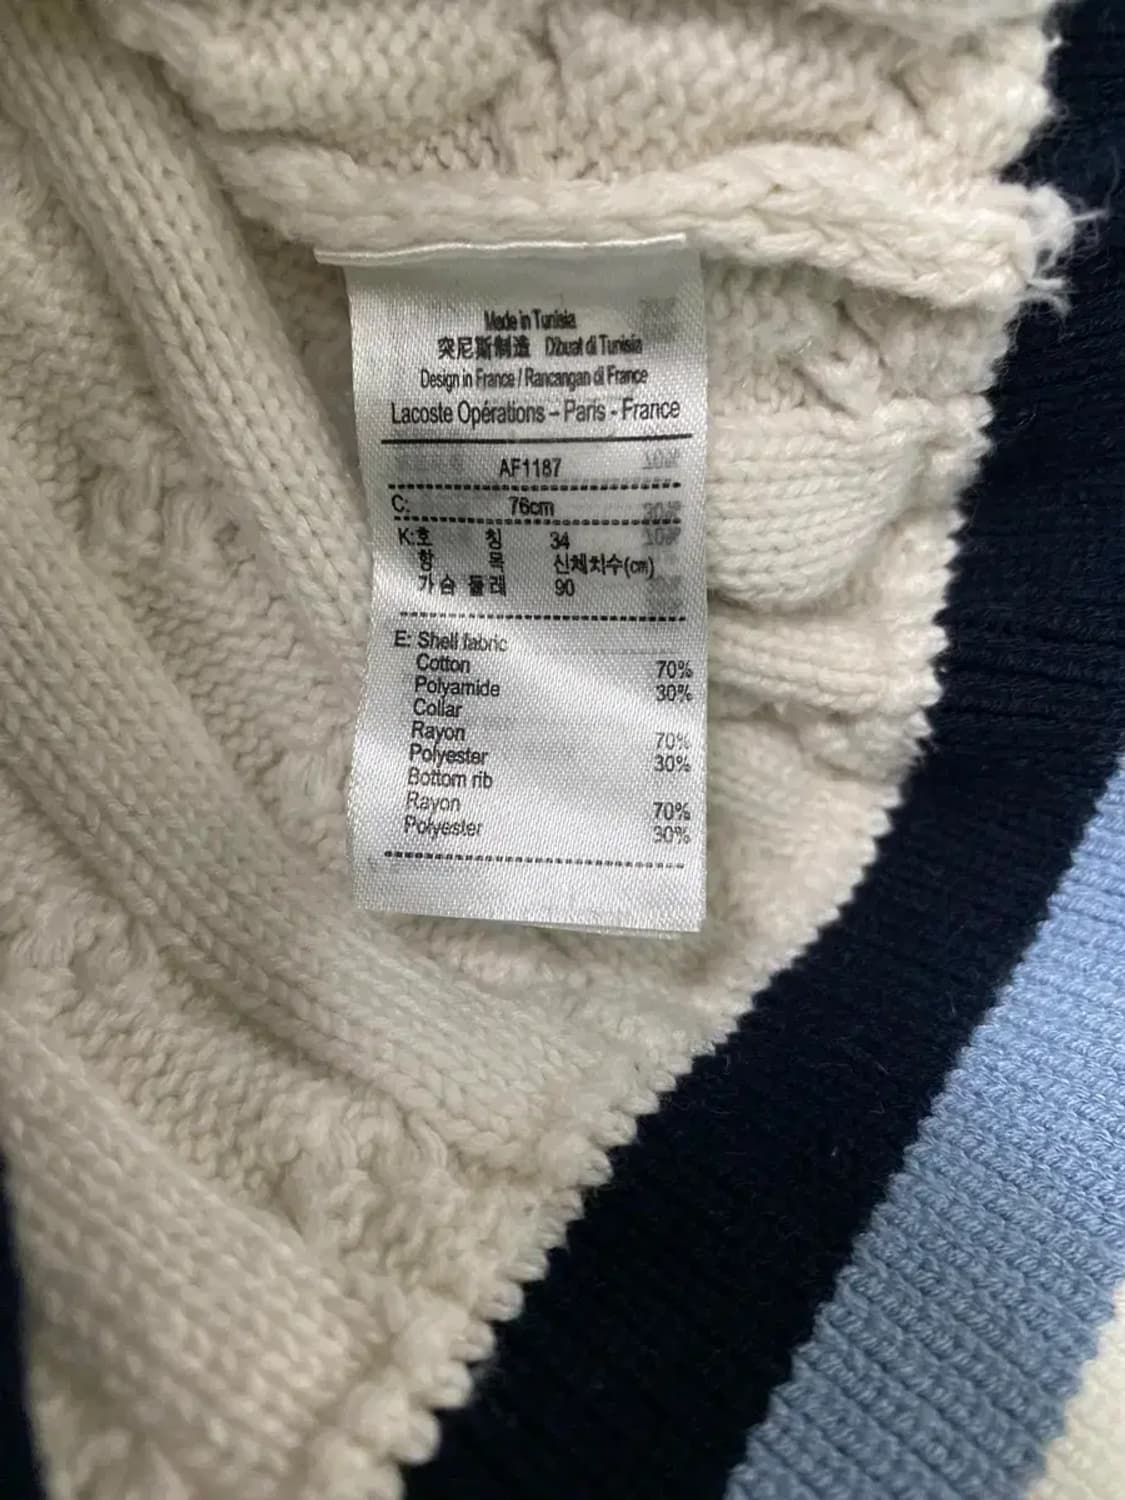 Made in Tunisia
突尼斯制造 Dibuat di Tunisia
Design in France / Rancangan di France
Lacoste Opérations – Paris - France
AF1187
C: 76cm
K:호 칭 34
항 목 신체치수(cm)
가슴 둘레 90
E: Shell fabric
Cotton 70%
Polyamide 30%
Collar
Rayon 70%
Polyester 30%
Bottom rib
Rayon 70%
Polyester 30%